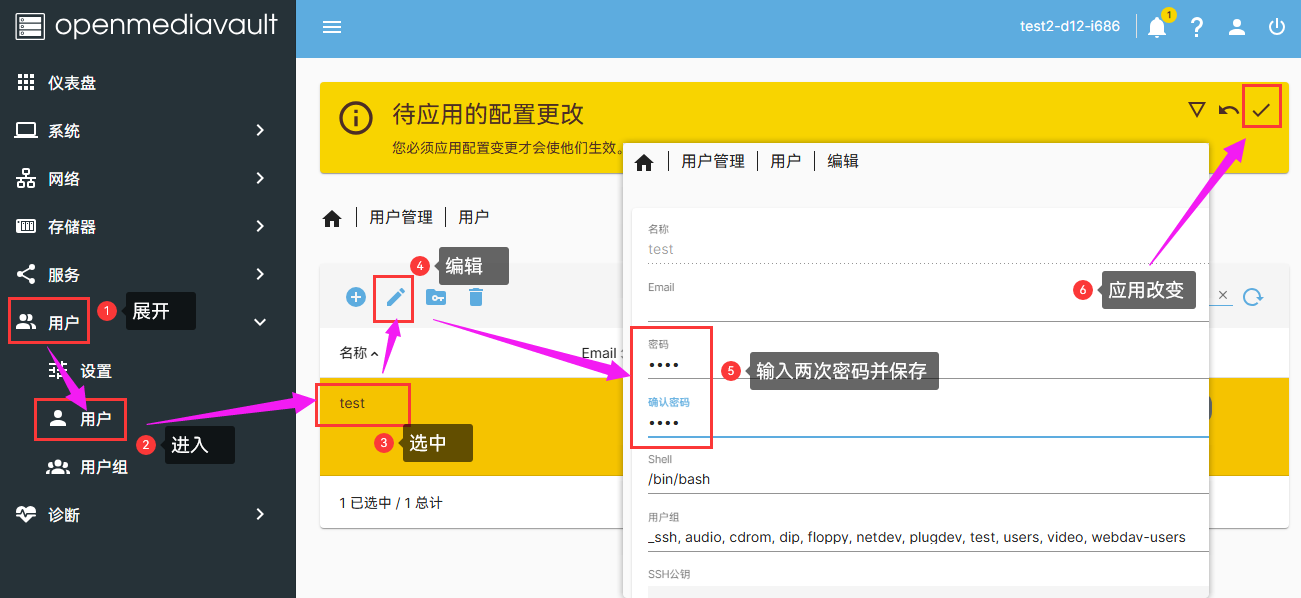 openmediavault
test2-d12-i686
1
仪表盘
系统
网络
存储器
服务
用户
1
展开
设置
用户
2
进入
用户组
诊断
待应用的配置更改
您必须应用配置变更才会使他们生效。
用户管理
用户
4
编辑
名称
Email
test
3
选中
1 已选中 / 1 总计
用户管理
用户
编辑
名称
test
Email
6
应用改变
密码
••••
5
输入两次密码并保存
确认密码
••••
Shell
/bin/bash
用户组
_ssh, audio, cdrom, dip, floppy, netdev, plugdev, test, users, video, webdav-users
SSH公钥